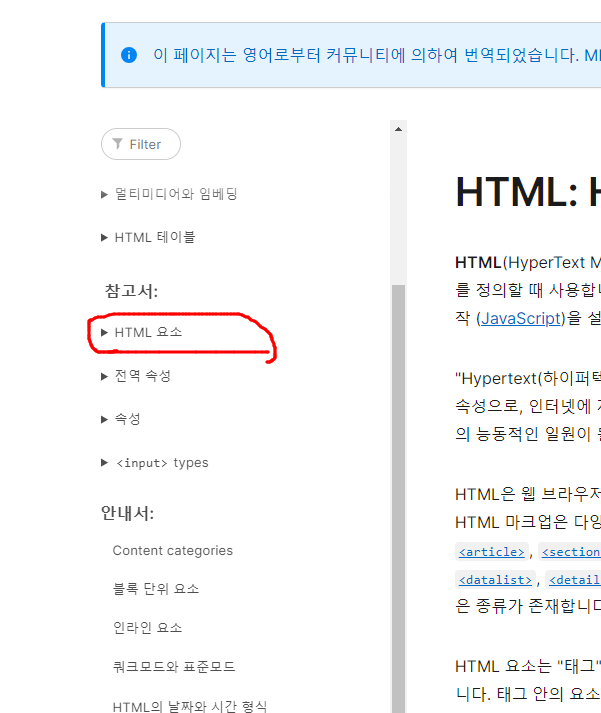 이 페이지는 영어로부터 커뮤니티에 의하여 번역되었습니다.
Filter
멀티미디어와 임베딩
HTML 테이블
참고서:
HTML 요소
전역 속성
속성
<input> types
안내서:
Content categories
블록 단위 요소
인라인 요소
쿼크모드와 표준모드
HTML의 날짜와 시간 형식
HTML:
HTML(HyperText
를 정의할 때
작 (JavaScript)을
"Hypertext(하이퍼텍
속성으로, 인터넷에
의 능동적인 일원이
HTML은 웹 브라우저
HTML 마크업은
<article>, <section
<datalist>, <detail
은 종류가 존재합니다
HTML 요소는 "태그"
니다. 태그 안의 요소